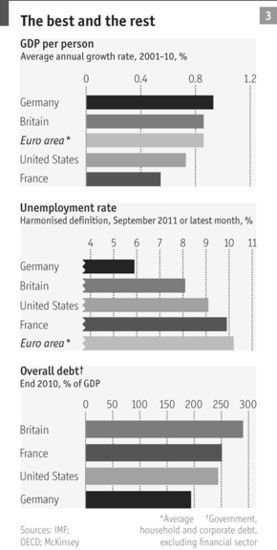 The best and the rest
3
GDP per person
Average annual growth rate, 2001-10, %
0 0.4 0.8 1.2
Germany
Britain
Euro area*
United States
France
Unemployment rate
Harmonised definition, September 2011 or latest month, %
4 5 6 7 8 9 10 11
Germany
Britain
United States
France
Euro area*
Overall debt†
End 2010, % of GDP
0 50 100 150 200 250 300
Britain
France
United States
Germany
Sources: IMF;
OECD; McKinsey
*Average †Government,
household and corporate debt,
excluding financial sector